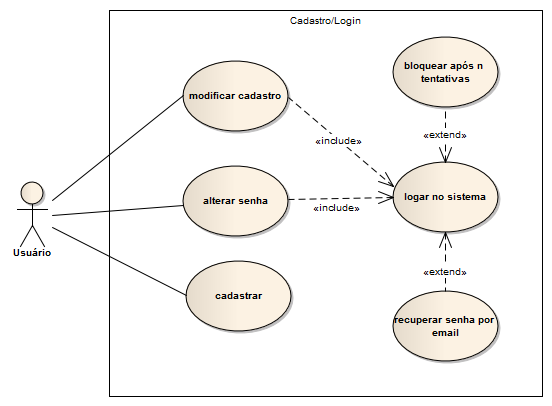 Cadastro/Login
bloquear após n
tentativas
modificar cadastro
«extend»
«include»
alterar senha
logar no sistema
«include»
Usuário
«extend»
cadastrar
recuperar senha por
email